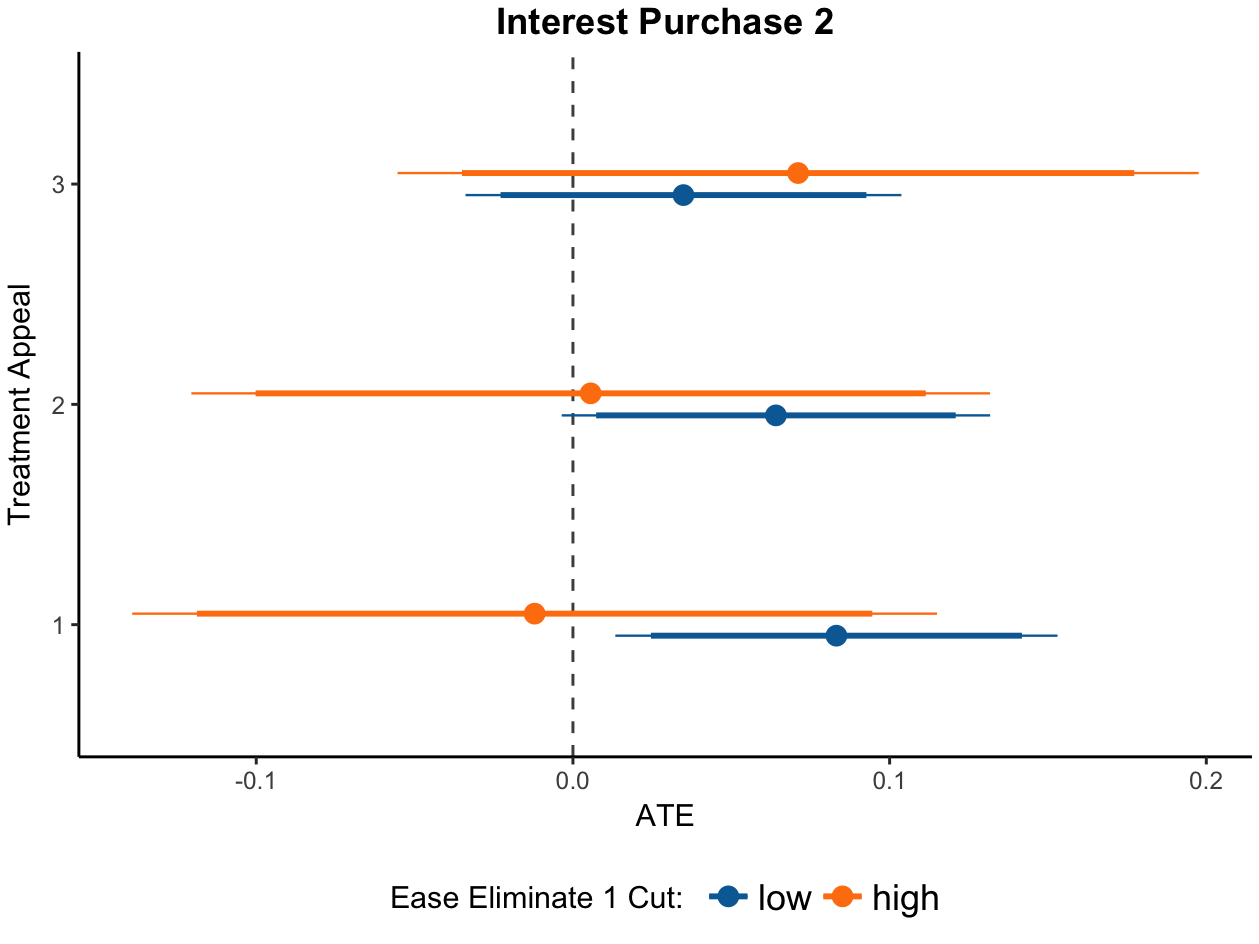 Interest Purchase 2
Treatment Appeal
3
2
1
-0.1 0.0 0.1 0.2
ATE
Ease Eliminate 1 Cut: low high